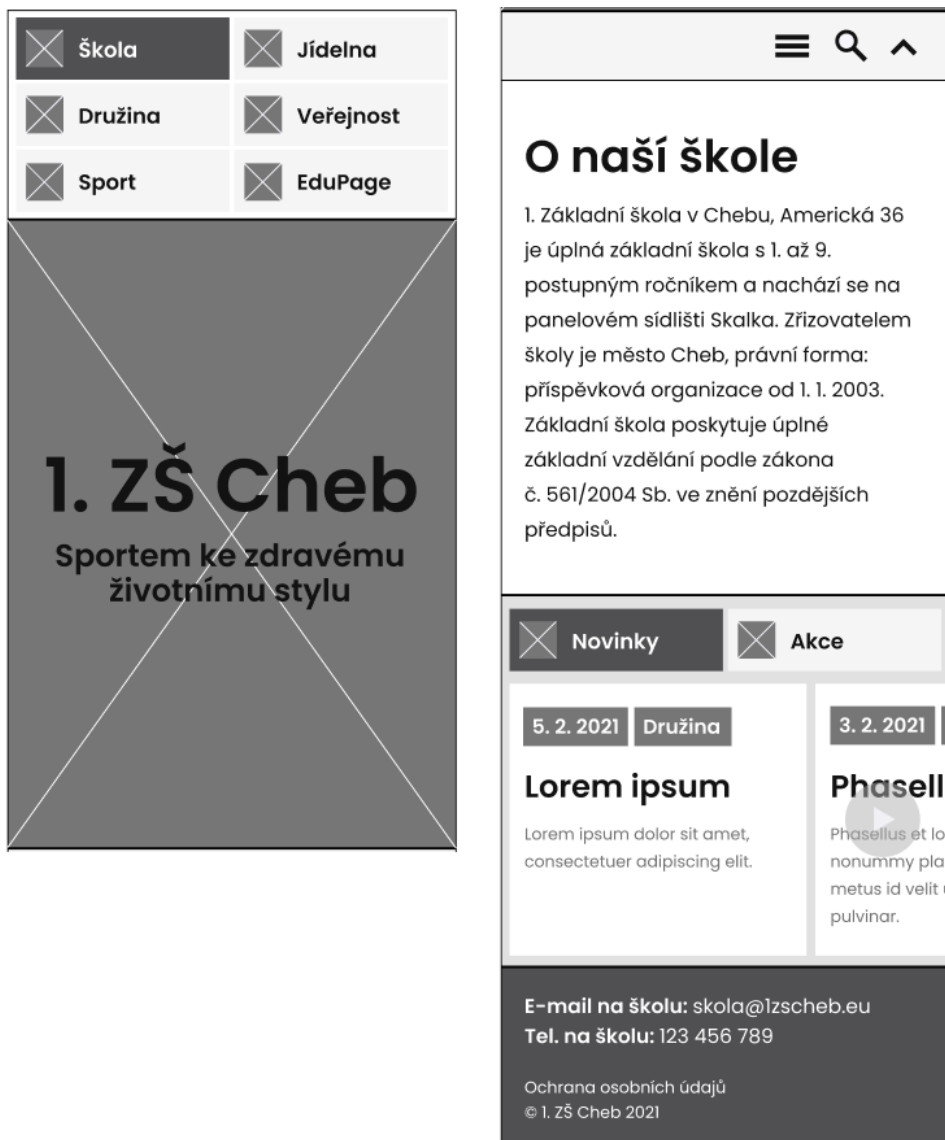 Škola
Jídelna
Družina
Veřejnost
Sport
EduPage
1. ZŠ Cheb
Sportem ke zdravému
životnímu stylu
O naší škole
1. Základní škola v Chebu, Americká 36
je úplná základní škola s 1. až 9.
postupným ročníkem a nachází se na
panelovém sídlišti Skalka. Zřizovatelem
školy je město Cheb, právní forma:
příspěvková organizace od 1. 1. 2003.
Základní škola poskytuje úplné
základní vzdělání podle zákona
č. 561/2004 Sb. ve znění pozdějších
předpisů.
Novinky
Akce
5. 2. 2021
Družina
Lorem ipsum
Lorem ipsum dolor sit amet,
consectetuer adipiscing elit.
3. 2. 2021
Phasell
Phasellus et lo
nonummy pla
metus id velit
pulvinar.
E-mail na školu: skola@1zscheb.eu
Tel. na školu: 123 456 789
Ochrana osobních údajů
© 1. ZŠ Cheb 2021